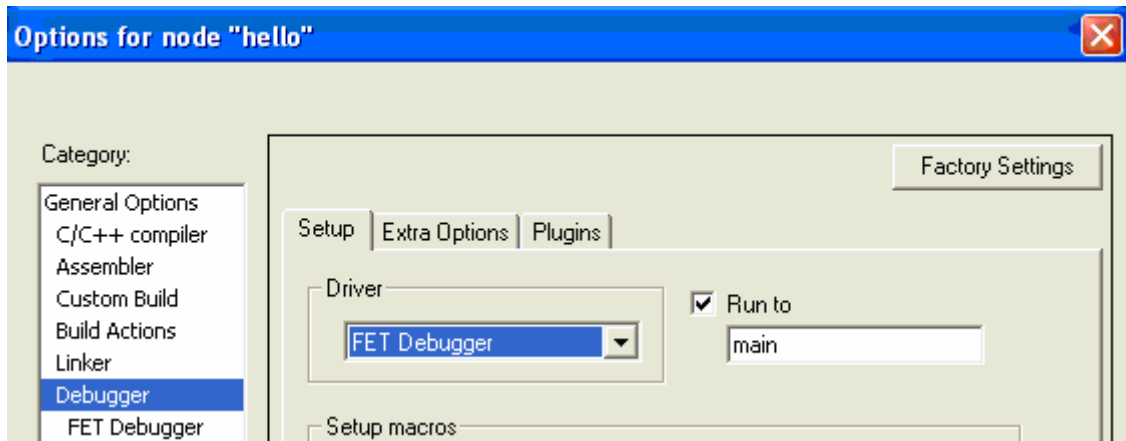 Options for node "hello"
Category:
General Options
C/C++ compiler
Assembler
Custom Build
Build Actions
Linker
Debugger
FET Debugger
Factory Settings
Setup
Extra Options
Plugins
Driver
FET Debugger
Run to
main
Setup macros